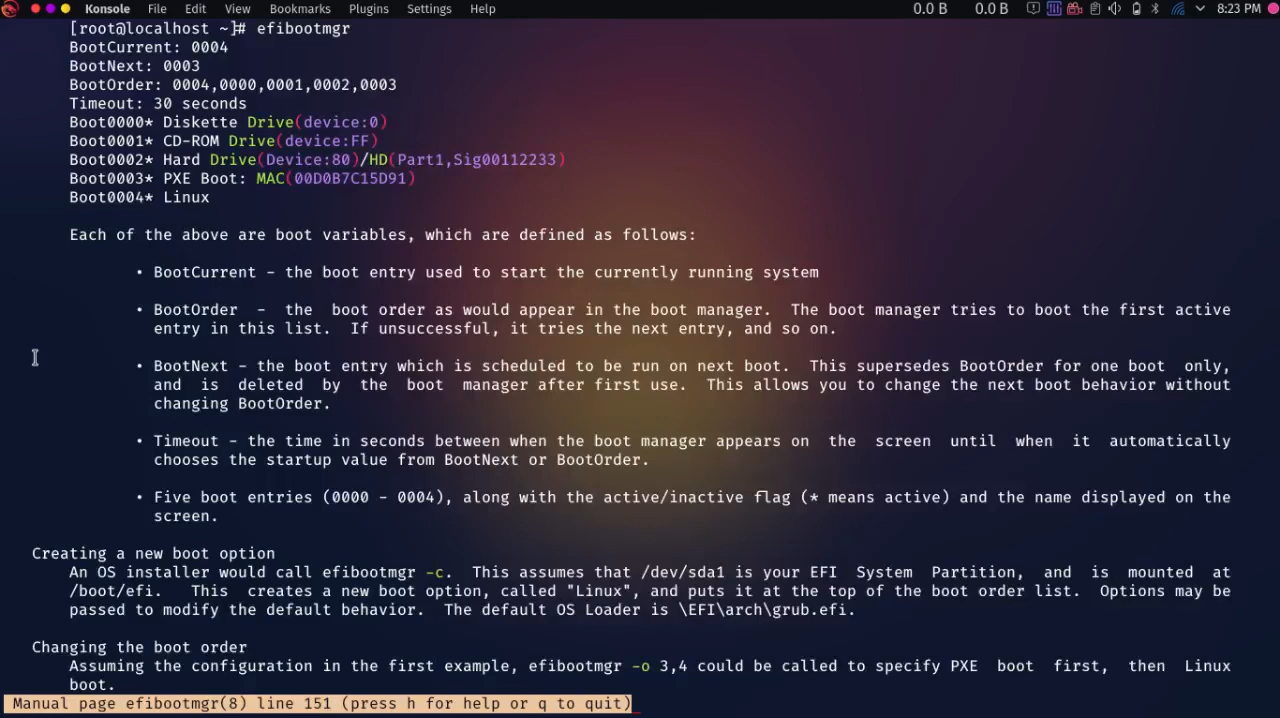 Konsole File Edit View Bookmarks Plugins Settings Help 0.0 B 0.0 B 8:23 PM
[root@localhost ~]# efibootmgr
BootCurrent: 0004
BootNext: 0003
BootOrder: 0004,0000,0001,0002,0003
Timeout: 30 seconds
Boot0000* Diskette Drive(device:0)
Boot0001* CD-ROM Drive(device:FF)
Boot0002* Hard Drive(Device:80)/HD(Part1,Sig00112233)
Boot0003* PXE Boot: MAC(00D0B7C15D91)
Boot0004* Linux
Each of the above are boot variables, which are defined as follows:
• BootCurrent - the boot entry used to start the currently running system
• BootOrder - the boot order as would appear in the boot manager. The boot manager tries to boot the first active
entry in this list. If unsuccessful, it tries the next entry, and so on.
• BootNext - the boot entry which is scheduled to be run on next boot. This supersedes BootOrder for one boot only,
and is deleted by the boot manager after first use. This allows you to change the next boot behavior without
changing BootOrder.
• Timeout - the time in seconds between when the boot manager appears on the screen until when it automatically
chooses the startup value from BootNext or BootOrder.
• Five boot entries (0000 - 0004), along with the active/inactive flag (* means active) and the name displayed on the
screen.
Creating a new boot option
An OS installer would call efibootmgr -c. This assumes that /dev/sda1 is your EFI System Partition, and is mounted at
/boot/efi. This creates a new boot option, called "Linux", and puts it at the top of the boot order list. Options may be
passed to modify the default behavior. The default OS Loader is \EFI\arch\grub.efi.
Changing the boot order
Assuming the configuration in the first example, efibootmgr -o 3,4 could be called to specify PXE boot first, then Linux
boot.
Manual page efibootmgr(8) line 151 (press h for help or q to quit)